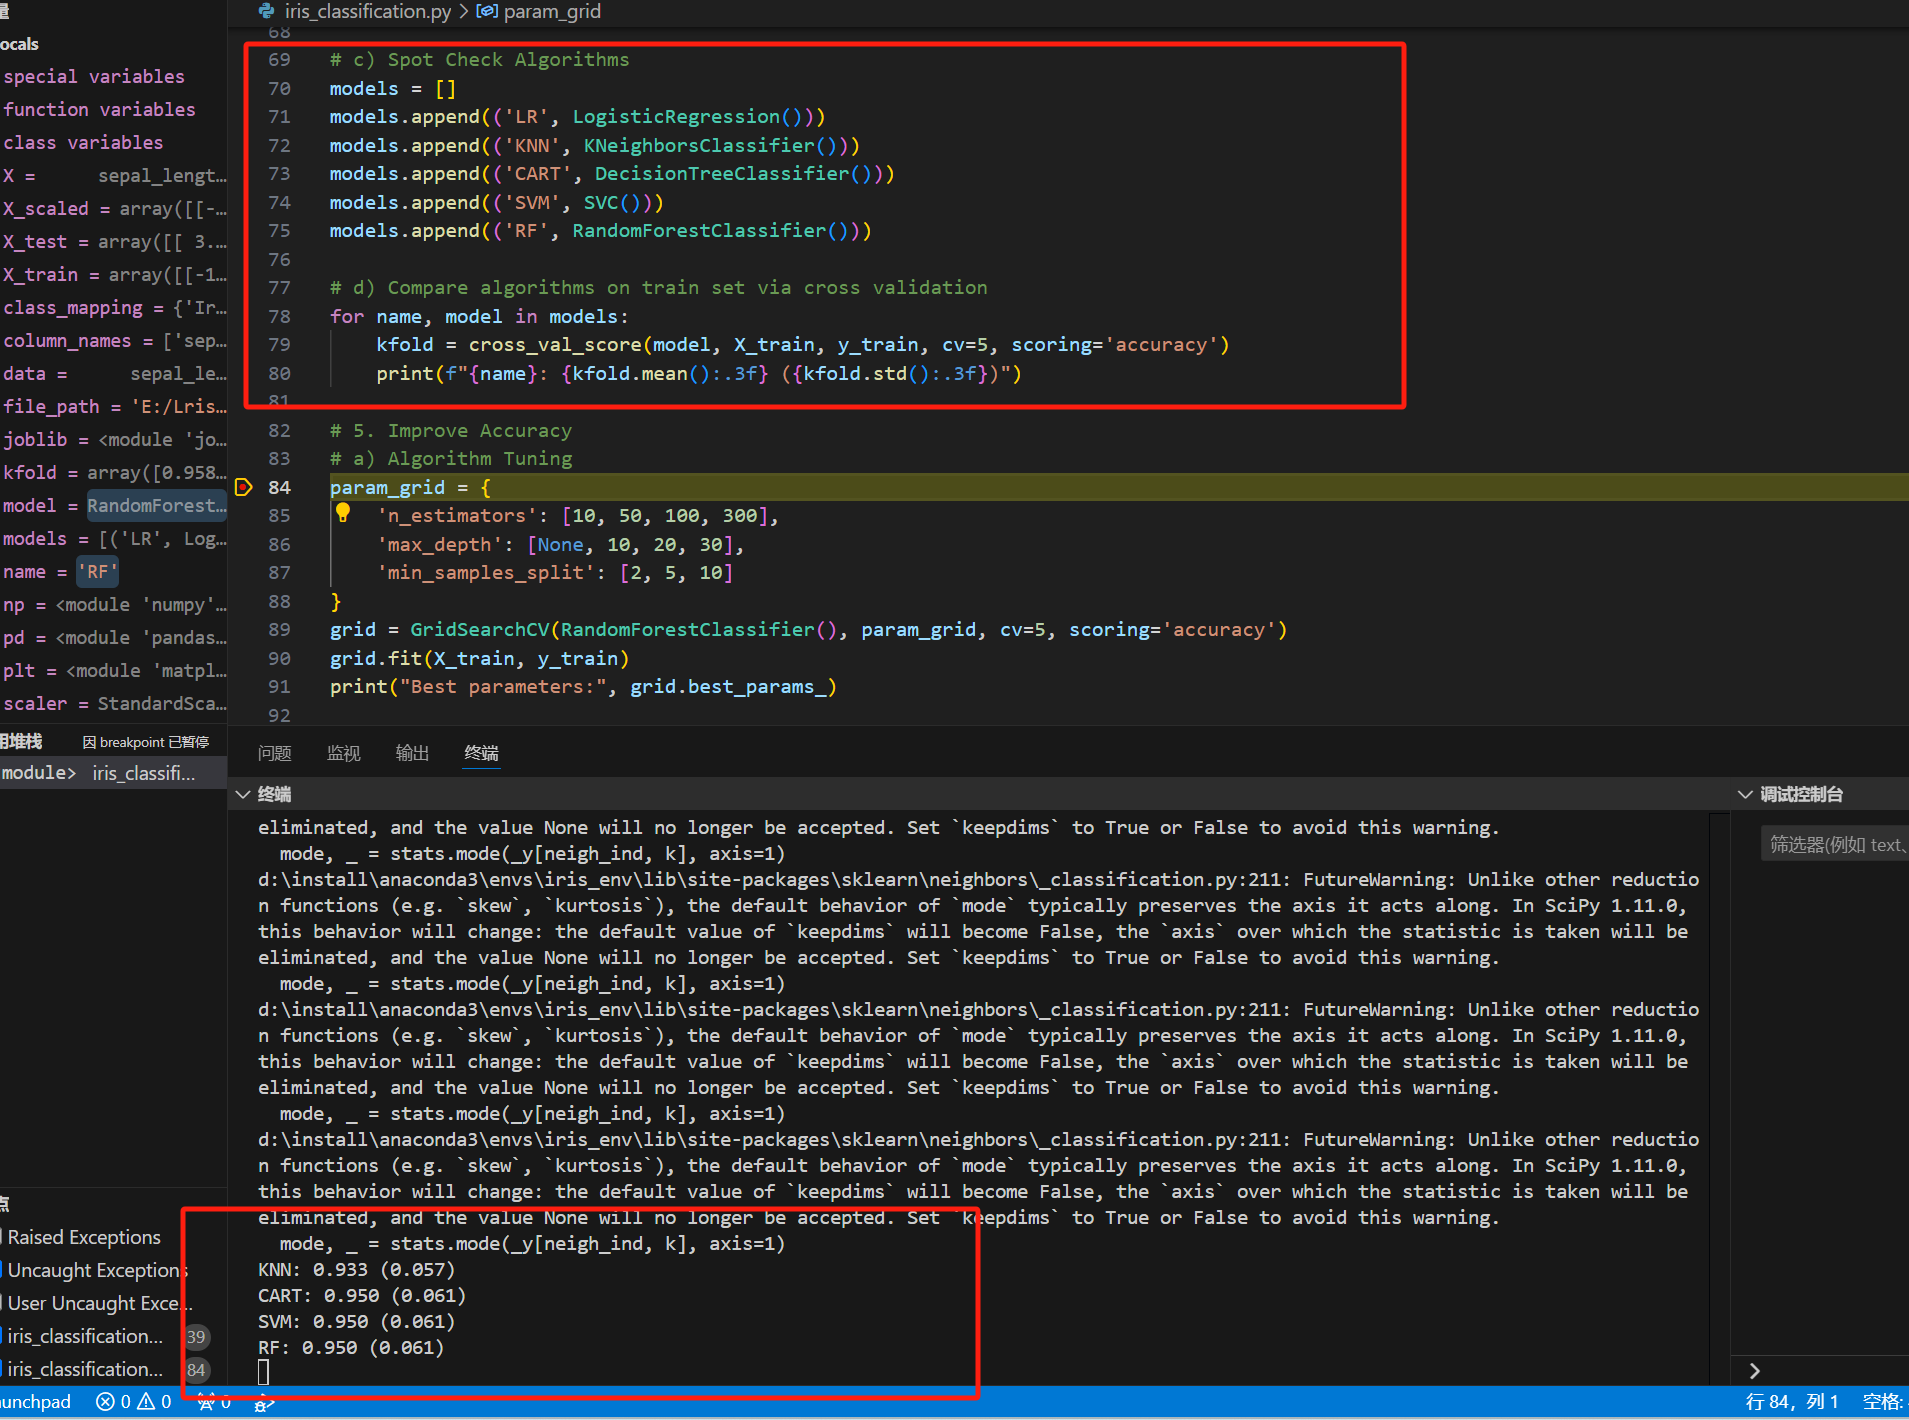 量
iris_classification.py > param_grid
ocals
special variables
function variables
class variables
X = sepal_lengt…
X_scaled = array([[-…
X_test = array([[ 3.…
X_train = array([[-1…
class_mapping = {'Ir…
column_names = ['sep…
data = sepal_le…
file_path = 'E:/Lris…
joblib = <module 'jo…
kfold = array([0.958…
model = RandomForest…
models = [('LR', Log…
name = 'RF'
np = <module 'numpy'…
pd = <module 'pandas…
plt = <module 'matpl…
scaler = StandardSca…
用堆栈 因 breakpoint 已暂停
module> iris_classifi...
点
Raised Exceptions
Uncaught Exceptions
User Uncaught Exce...
iris_classification... 39
iris_classification... 84
68
69 # c) Spot Check Algorithms
70 models = []
71 models.append(('LR', LogisticRegression()))
72 models.append(('KNN', KNeighborsClassifier()))
73 models.append(('CART', DecisionTreeClassifier()))
74 models.append(('SVM', SVC()))
75 models.append(('RF', RandomForestClassifier()))
76
77 # d) Compare algorithms on train set via cross validation
78 for name, model in models:
79 kfold = cross_val_score(model, X_train, y_train, cv=5, scoring='accuracy')
80 print(f"{name}: {kfold.mean():.3f} ({kfold.std():.3f})")
81
82 # 5. Improve Accuracy
83 # a) Algorithm Tuning
84 param_grid = {
85 'n_estimators': [10, 50, 100, 300],
86 'max_depth': [None, 10, 20, 30],
87 'min_samples_split': [2, 5, 10]
88 }
89 grid = GridSearchCV(RandomForestClassifier(), param_grid, cv=5, scoring='accuracy')
90 grid.fit(X_train, y_train)
91 print("Best parameters:", grid.best_params_)
92
问题 监视 输出 终端
终端
eliminated, and the value None will no longer be accepted. Set `keepdims` to True or False to avoid this warning.
mode, _ = stats.mode(_y[neigh_ind, k], axis=1)
d:\install\anaconda3\envs\iris_env\lib\site-packages\sklearn\neighbors\_classification.py:211: FutureWarning: Unlike other reductio
n functions (e.g. `skew`, `kurtosis`), the default behavior of `mode` typically preserves the axis it acts along. In SciPy 1.11.0,
this behavior will change: the default value of `keepdims` will become False, the `axis` over which the statistic is taken will be
eliminated, and the value None will no longer be accepted. Set `keepdims` to True or False to avoid this warning.
mode, _ = stats.mode(_y[neigh_ind, k], axis=1)
d:\install\anaconda3\envs\iris_env\lib\site-packages\sklearn\neighbors\_classification.py:211: FutureWarning: Unlike other reductio
n functions (e.g. `skew`, `kurtosis`), the default behavior of `mode` typically preserves the axis it acts along. In SciPy 1.11.0,
this behavior will change: the default value of `keepdims` will become False, the `axis` over which the statistic is taken will be
eliminated, and the value None will no longer be accepted. Set `keepdims` to True or False to avoid this warning.
mode, _ = stats.mode(_y[neigh_ind, k], axis=1)
d:\install\anaconda3\envs\iris_env\lib\site-packages\sklearn\neighbors\_classification.py:211: FutureWarning: Unlike other reductio
n functions (e.g. `skew`, `kurtosis`), the default behavior of `mode` typically preserves the axis it acts along. In SciPy 1.11.0,
this behavior will change: the default value of `keepdims` will become False, the `axis` over which the statistic is taken will be
eliminated, and the value None will no longer be accepted. Set `keepdims` to True or False to avoid this warning.
mode, _ = stats.mode(_y[neigh_ind, k], axis=1)
KNN: 0.933 (0.057)
CART: 0.950 (0.061)
SVM: 0.950 (0.061)
RF: 0.950 (0.061)
调试控制台
筛选器(例如 text、
unchpad 0 0 0
行 84，列 1 空格: